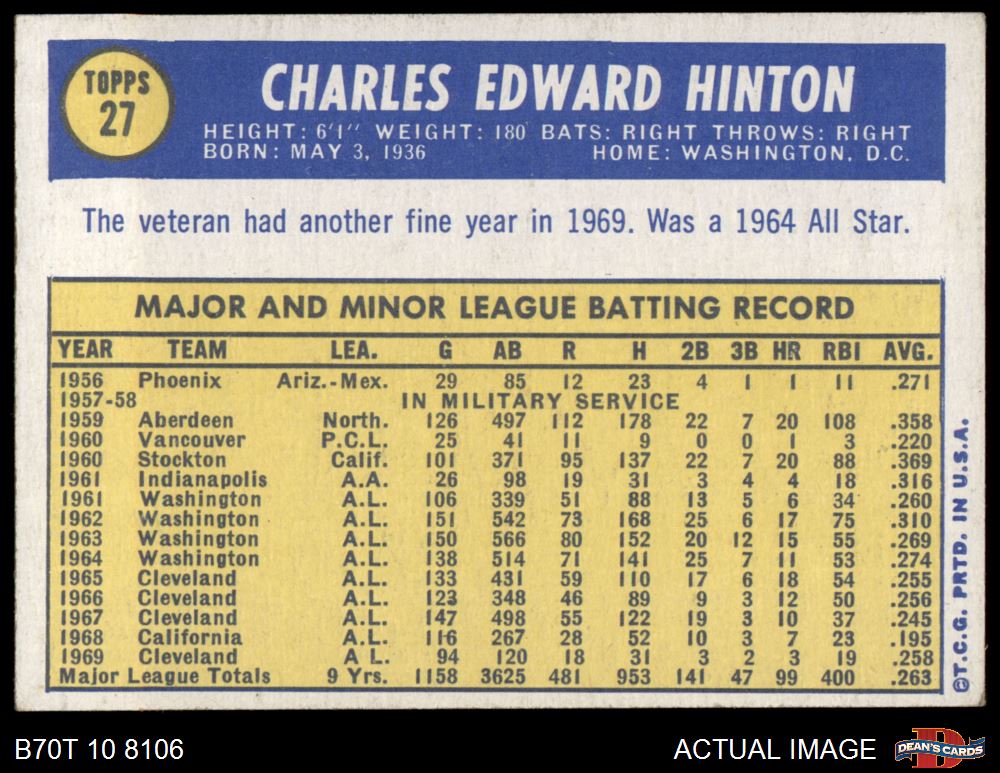 TOPPS
27
CHARLES EDWARD HINTON
HEIGHT: 6'1" WEIGHT: 180 BATS: RIGHT THROWS: RIGHT
BORN: MAY 3, 1936 HOME: WASHINGTON, D.C.
The veteran had another fine year in 1969. Was a 1964 All Star.
MAJOR AND MINOR LEAGUE BATTING RECORD
YEAR TEAM LEA. G AB R H 2B 3B HR RBI AVG.
1956 Phoenix Ariz.-Mex. 29 85 12 23 4 1 1 11 .271
1957-58 IN MILITARY SERVICE
1959 Aberdeen North. 126 497 112 178 22 7 20 108 .358
1960 Vancouver P.C.L. 25 41 11 9 0 0 1 3 .220
1960 Stockton Calif. 101 371 95 137 22 7 20 88 .369
1961 Indianapolis A.A. 26 98 19 31 3 4 4 18 .316
1961 Washington A.L. 106 339 51 88 13 5 6 34 .260
1962 Washington A.L. 151 542 73 168 25 6 17 75 .310
1963 Washington A.L. 150 566 80 152 20 12 15 55 .269
1964 Washington A.L. 138 514 71 141 25 7 11 53 .274
1965 Cleveland A.L. 133 431 59 110 17 6 18 54 .255
1966 Cleveland A.L. 123 348 46 89 9 3 12 50 .256
1967 Cleveland A.L. 147 498 55 122 19 3 10 37 .245
1968 California A.L. 116 267 28 52 10 3 7 23 .195
1969 Cleveland A L. 94 120 18 31 3 2 3 19 .258
Major League Totals 9 Yrs. 1158 3625 481 953 141 47 99 400 .263
©T.C.G. PRTD. IN U.S.A.
B70T 10 8106 ACTUAL IMAGE
D
DEAN'S CARDS